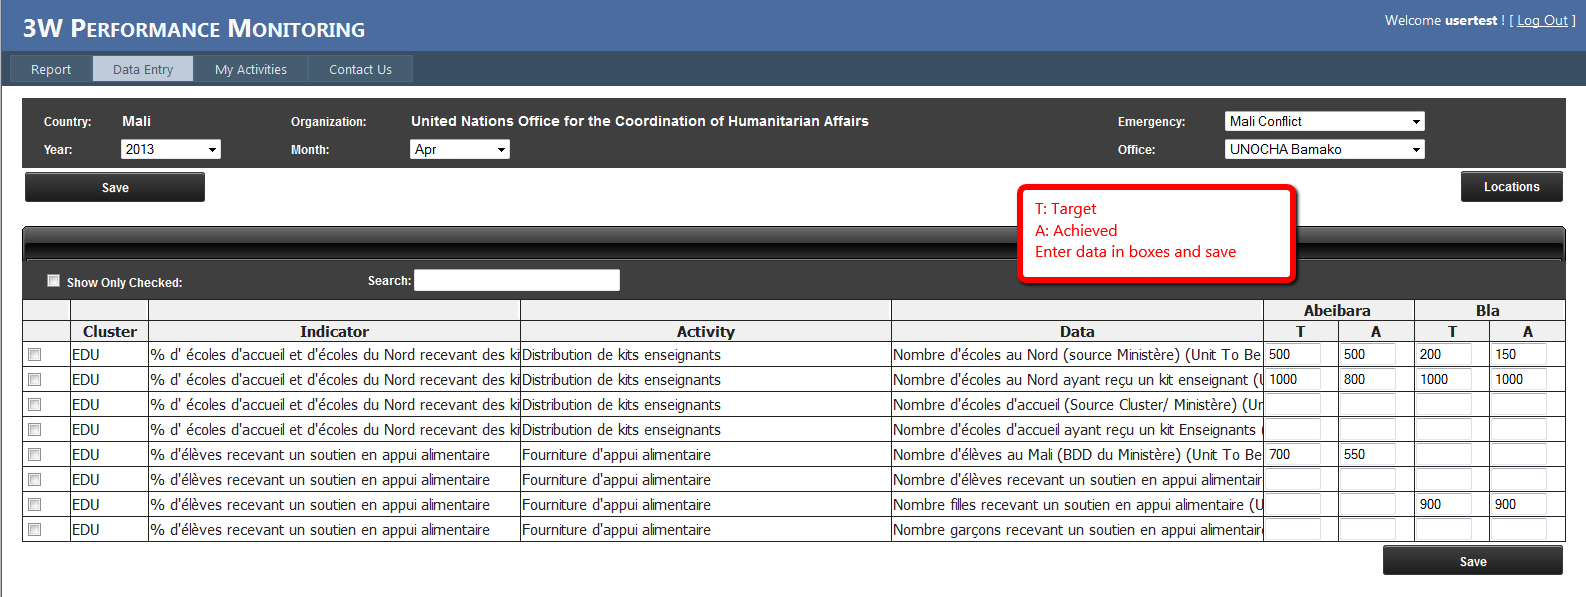 3W Performance Monitoring
Welcome usertest ! [ Log Out ]
Report Data Entry My Activities Contact Us
Country: Mali Organization: United Nations Office for the Coordination of Humanitarian Affairs Emergency: Mali Conflict
Year: 2013 Month: Apr Office: UNOCHA Bamako
Save Locations
T: Target
A: Achieved
Enter data in boxes and save
Show Only Checked: Search:
Abeibara Bla
Cluster Indicator Activity Data T A T A
EDU % d' écoles d'accueil et d'écoles du Nord recevant des ki Distribution de kits enseignants Nombre d'écoles au Nord (source Ministère) (Unit To Be 500 500 200 150
EDU % d' écoles d'accueil et d'écoles du Nord recevant des ki Distribution de kits enseignants Nombre d'écoles au Nord ayant reçu un kit enseignant (U 1000 800 1000 1000
EDU % d' écoles d'accueil et d'écoles du Nord recevant des ki Distribution de kits enseignants Nombre d'écoles d'accueil (Source Cluster/ Ministère) (Un
EDU % d' écoles d'accueil et d'écoles du Nord recevant des ki Distribution de kits enseignants Nombre d'écoles d'accueil ayant reçu un kit Enseignants (
EDU % d'élèves recevant un soutien en appui alimentaire Fourniture d'appui alimentaire Nombre d'élèves au Mali (BDD du Ministère) (Unit To Be 700 550
EDU % d'élèves recevant un soutien en appui alimentaire Fourniture d'appui alimentaire Nombre d'élèves recevant un soutien en appui alimentair
EDU % d'élèves recevant un soutien en appui alimentaire Fourniture d'appui alimentaire Nombre filles recevant un soutien en appui alimentaire (U 900 900
EDU % d'élèves recevant un soutien en appui alimentaire Fourniture d'appui alimentaire Nombre garçons recevant un soutien en appui alimentair
Save